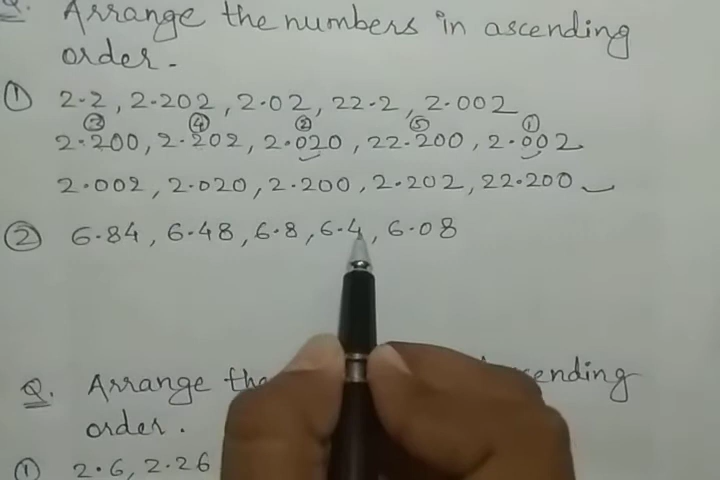 Q. Arrange the numbers in ascending
order.
① 2.2, 2.202, 2.02, 22.2, 2.002
③ ④ ② ⑤ ①
2.200, 2.202, 2.020, 22.200, 2.002
2.002, 2.020, 2.200, 2.202, 22.200
② 6.84, 6.48, 6.8, 6.4, 6.08
Q. Arrange the
order.
① 2.6, 2.26